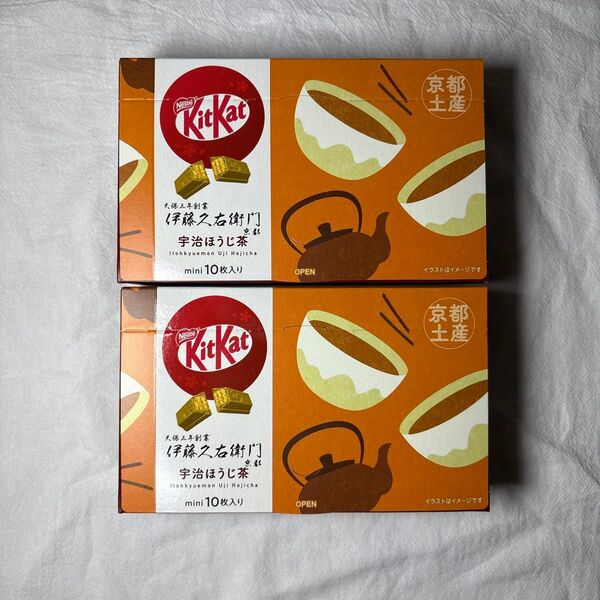 Nestlé
KitKat
天保三年創業
伊藤久右衛門
京都
宇治ほうじ茶
Itohkyuemon Uji Hojicha
mini 10枚入り
京都
土産
OPEN
イラストはイメージです
Nestlé
KitKat
天保三年創業
伊藤久右衛門
京都
宇治ほうじ茶
Itohkyuemon Uji Hojicha
mini 10枚入り
京都
土産
OPEN
イラストはイメージです